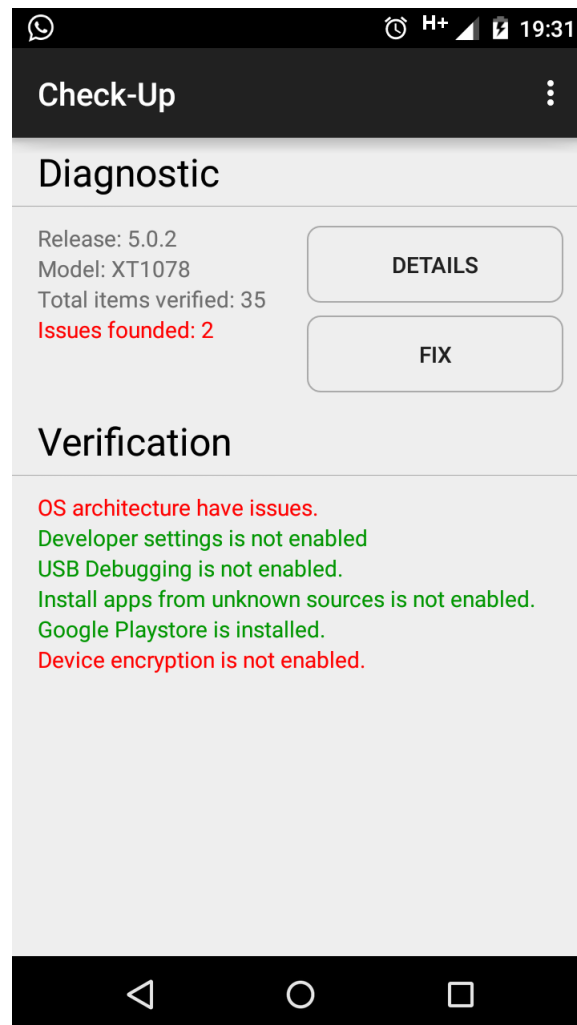 H+ 19:31
Check-Up
Diagnostic
Release: 5.0.2
Model: XT1078
Total items verified: 35
Issues founded: 2
DETAILS
FIX
Verification
OS architecture have issues.
Developer settings is not enabled
USB Debugging is not enabled.
Install apps from unknown sources is not enabled.
Google Playstore is installed.
Device encryption is not enabled.